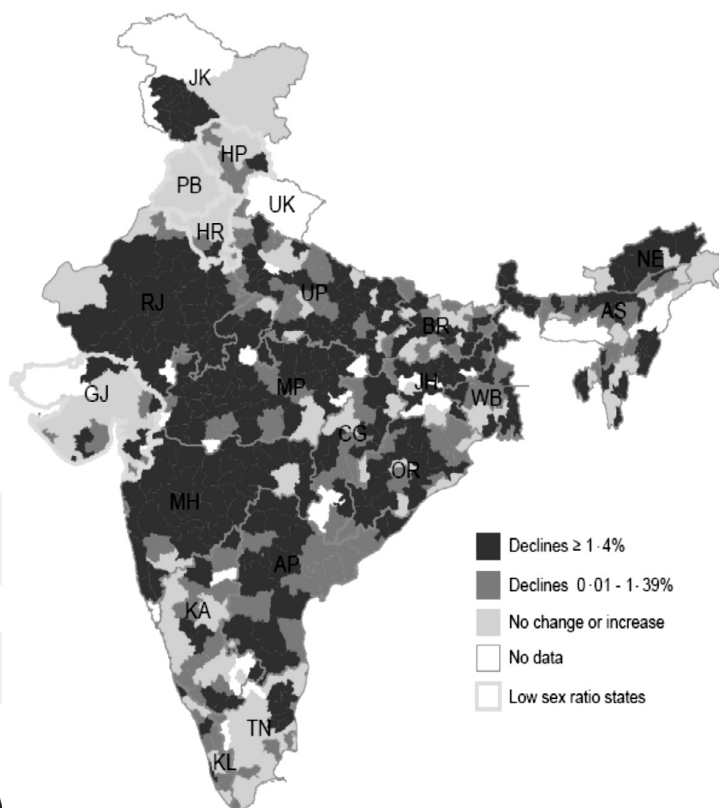 JK
HP
PB
UK
HR
NE
RJ
UP
AS
BR
GJ
MP
JH
WB
CG
OR
MH
AP
KA
TN
KL
Declines ≥ 1·4%
Declines 0·01 - 1·39%
No change or increase
No data
Low sex ratio states